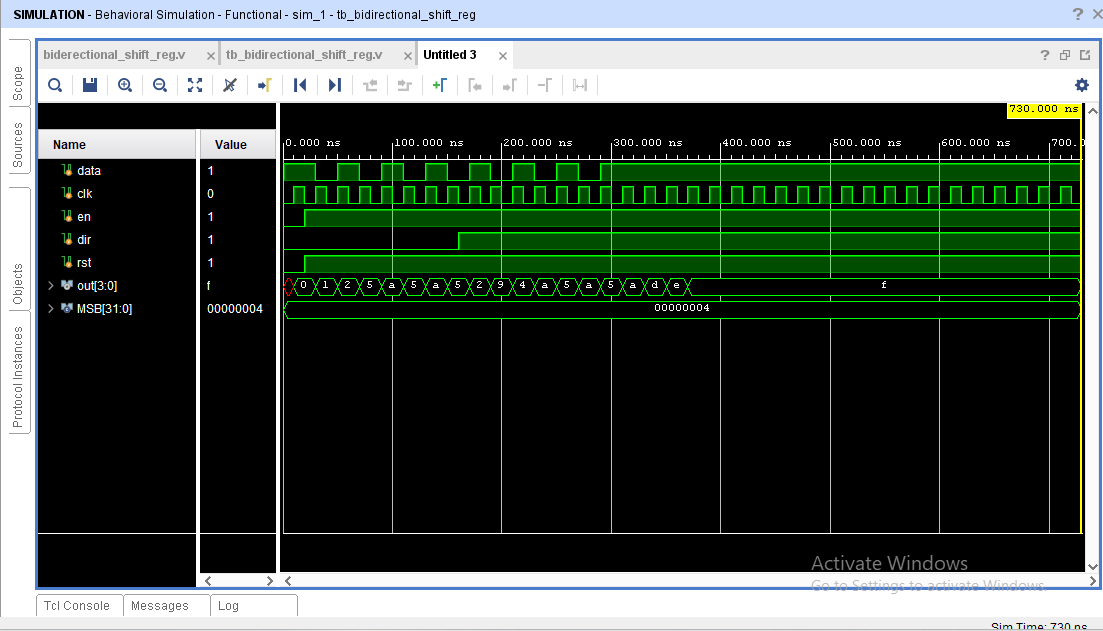 SIMULATION - Behavioral Simulation - Functional - sim_1 - tb_bidirectional_shift_reg ? ×
biderectional_shift_reg.v × tb_bidirectional_shift_reg.v × Untitled 3 × ?
Scope
Sources
Objects
Protocol Instances
730.000 ns
Name Value 0.000 ns 100.000 ns 200.000 ns 300.000 ns 400.000 ns 500.000 ns 600.000 ns 700.0
data 1
clk 0
en 1
dir 1
rst 1
out[3:0] f 0 1 2 5 a 5 a 5 2 9 4 a 5 a 5 a d e f
MSB[31:0] 00000004 00000004
Activate Windows
Go to Settings to activate Windows.
Tcl Console Messages Log
Sim Time: 730 ns